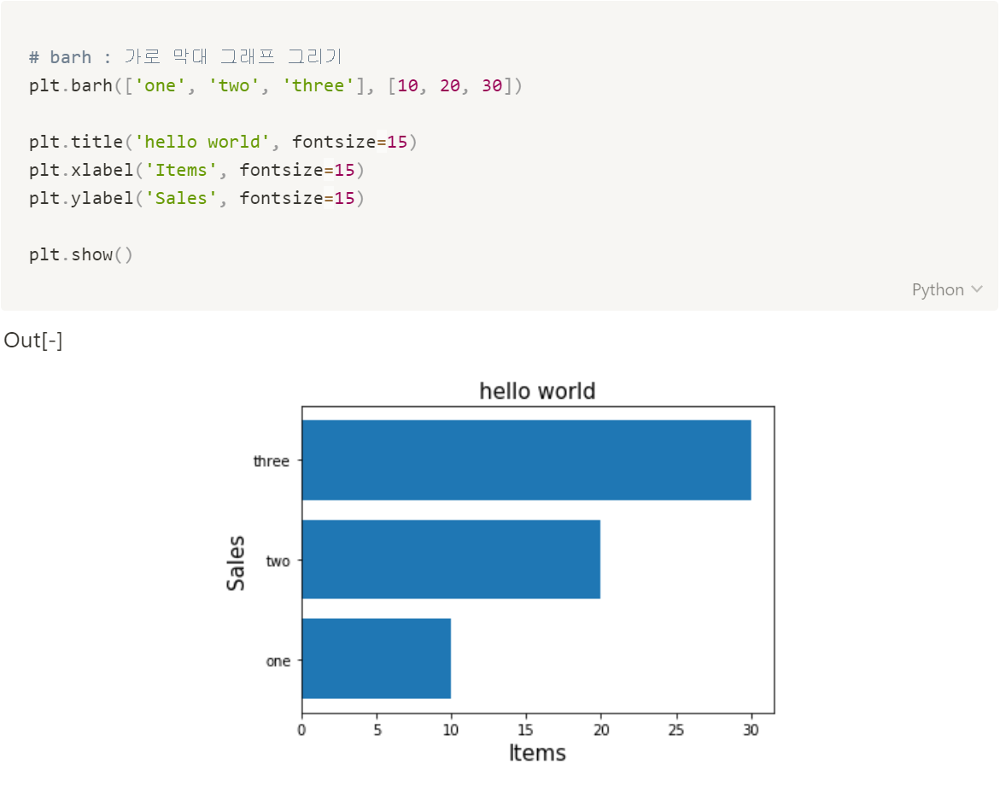 # barh : 가로 막대 그래프 그리기
plt.barh(['one', 'two', 'three'], [10, 20, 30])
plt.title('hello world', fontsize=15)
plt.xlabel('Items', fontsize=15)
plt.ylabel('Sales', fontsize=15)
plt.show()
Python
Out[-]
hello world
three
two
one
Sales
0 5 10 15 20 25 30
Items